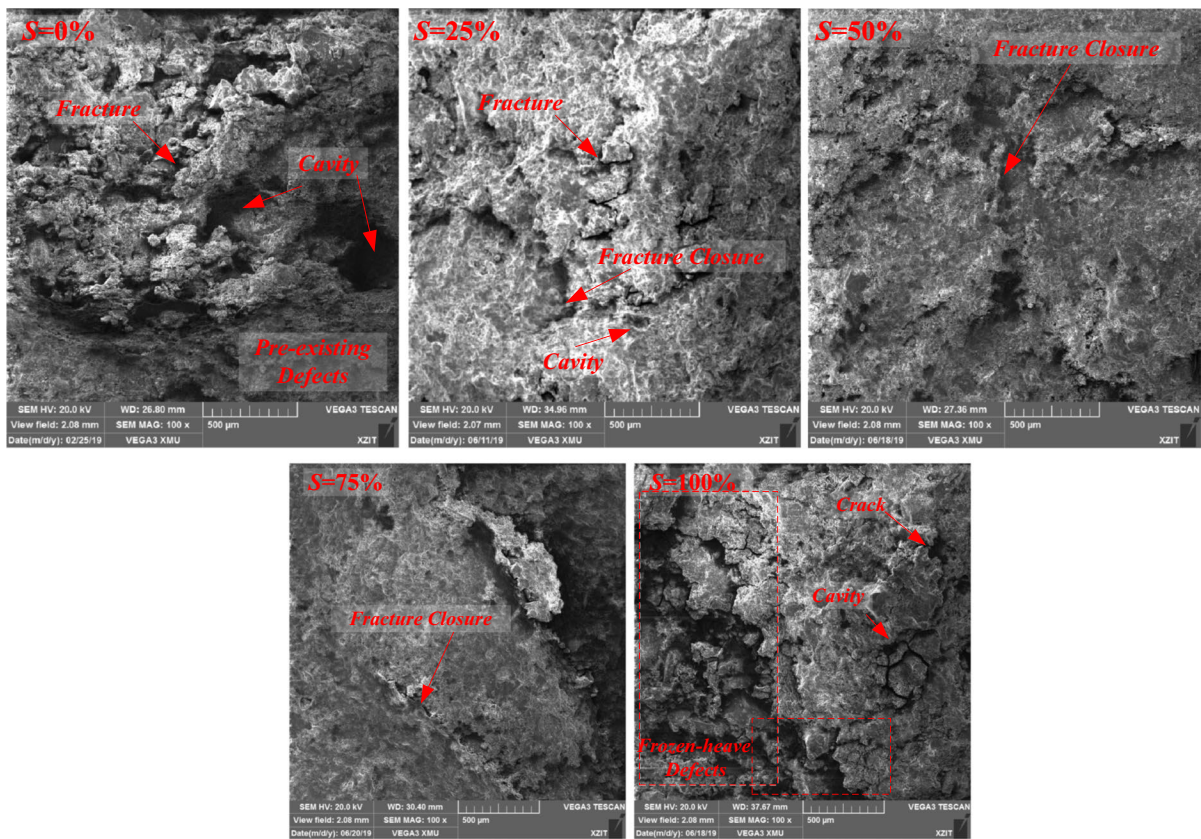 S=0%
Fracture
Cavity
Pre-existing
Defects
SEM HV: 20.0 kV WD: 26.80 mm VEGA3 TESCAN
View field: 2.08 mm SEM MAG: 100 x 500 µm
Date(m/d/y): 02/25/19 VEGA3 XMU XZIT
S=25%
Fracture
Fracture Closure
Cavity
SEM HV: 20.0 kV WD: 34.96 mm VEGA3 TESCAN
View field: 2.07 mm SEM MAG: 100 x 500 µm
Date(m/d/y): 06/11/19 VEGA3 XMU XZIT
S=50%
Fracture Closure
SEM HV: 20.0 kV WD: 27.36 mm VEGA3 TESCAN
View field: 2.08 mm SEM MAG: 100 x 500 µm
Date(m/d/y): 06/18/19 VEGA3 XMU XZIT
S=75%
Fracture Closure
SEM HV: 20.0 kV WD: 30.40 mm VEGA3 TESCAN
View field: 2.08 mm SEM MAG: 100 x 500 µm
Date(m/d/y): 06/20/19 VEGA3 XMU XZIT
S=100%
Crack
Cavity
Frozen-heave
Defects
SEM HV: 20.0 kV WD: 37.67 mm VEGA3 TESCAN
View field: 2.08 mm SEM MAG: 100 x 500 µm
Date(m/d/y): 06/18/19 VEGA3 XMU XZIT